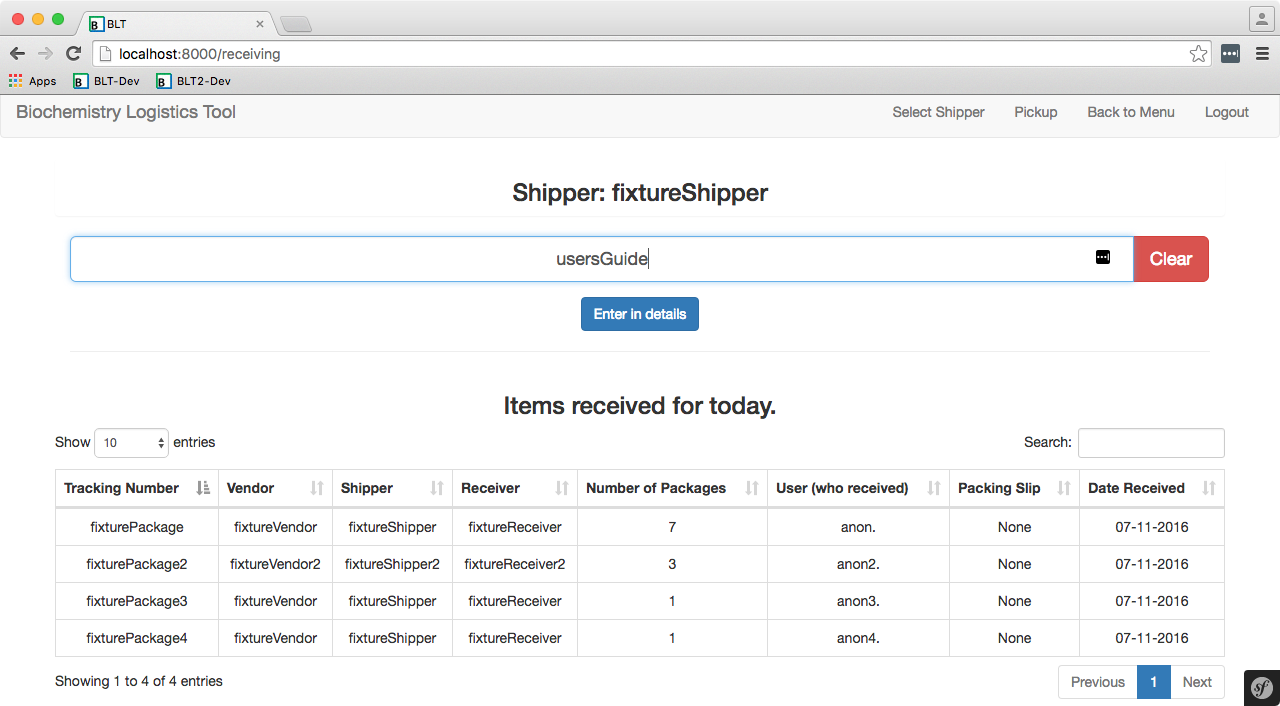 BLT
localhost:8000/receiving
Apps BLT-Dev BLT2-Dev
Biochemistry Logistics Tool Select Shipper Pickup Back to Menu Logout
Shipper: fixtureShipper
usersGuide Clear
Enter in details
Items received for today.
Show 10 entries Search:
Tracking Number Vendor Shipper Receiver Number of Packages User (who received) Packing Slip Date Received
fixturePackage fixtureVendor fixtureShipper fixtureReceiver 7 anon. None 07-11-2016
fixturePackage2 fixtureVendor2 fixtureShipper2 fixtureReceiver2 3 anon2. None 07-11-2016
fixturePackage3 fixtureVendor fixtureShipper fixtureReceiver 1 anon3. None 07-11-2016
fixturePackage4 fixtureVendor fixtureShipper fixtureReceiver 1 anon4. None 07-11-2016
Showing 1 to 4 of 4 entries Previous 1 Next